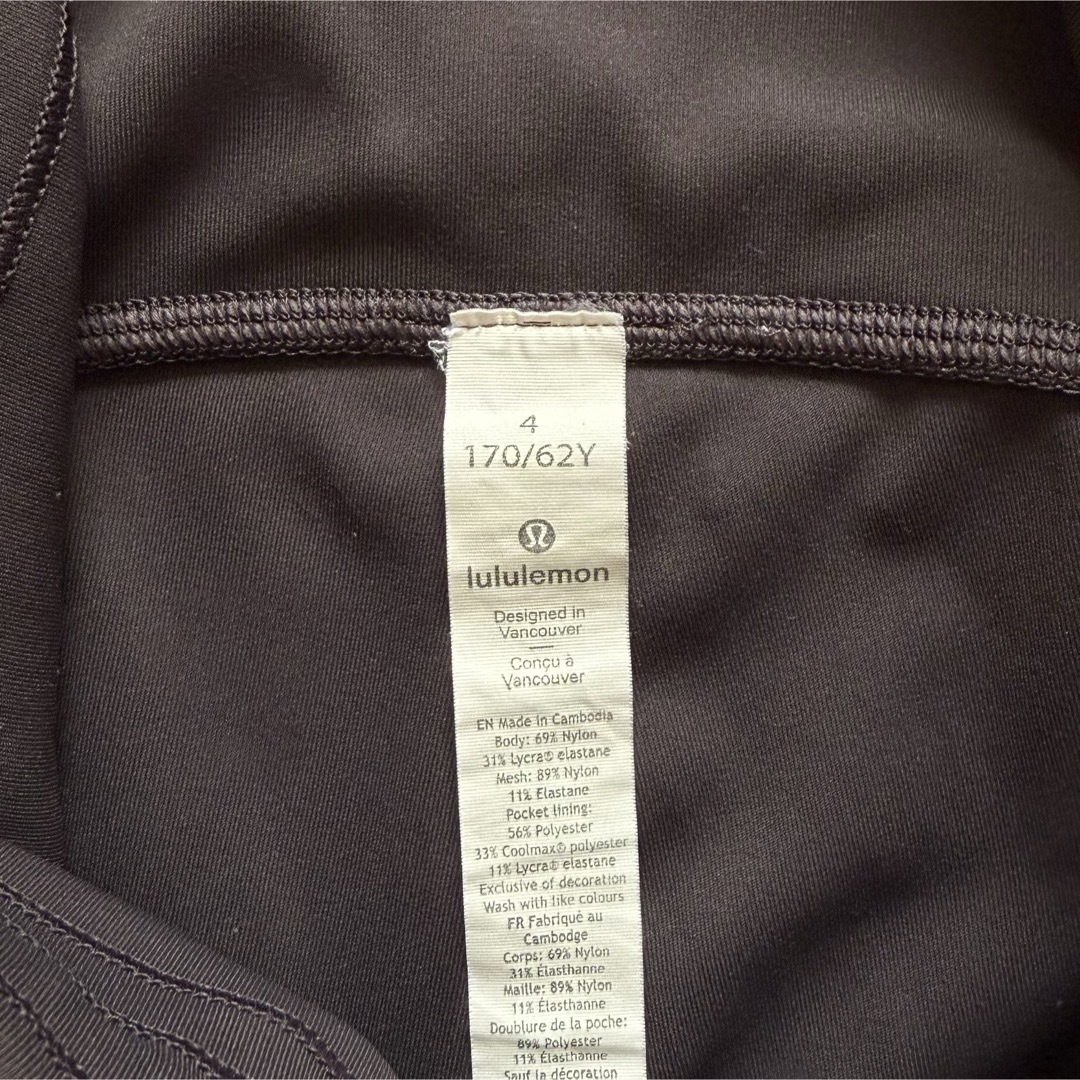 4
170/62Y
lululemon
Designed in
Vancouver
Conçu à
Vancouver
EN Made in Cambodia
Body: 69% Nylon
31% Lycra® elastane
Mesh: 89% Nylon
11% Elastane
Pocket lining:
56% Polyester
33% Coolmax® polyester
11% Lycra® elastane
Exclusive of decoration
Wash with like colours
FR Fabriqué au
Cambodge
Corps: 69% Nylon
31% Élasthanne
Maille: 89% Nylon
11% Élasthanne
Doublure de la poche:
89% Polyester
11% Élasthanne
Sauf la décoration